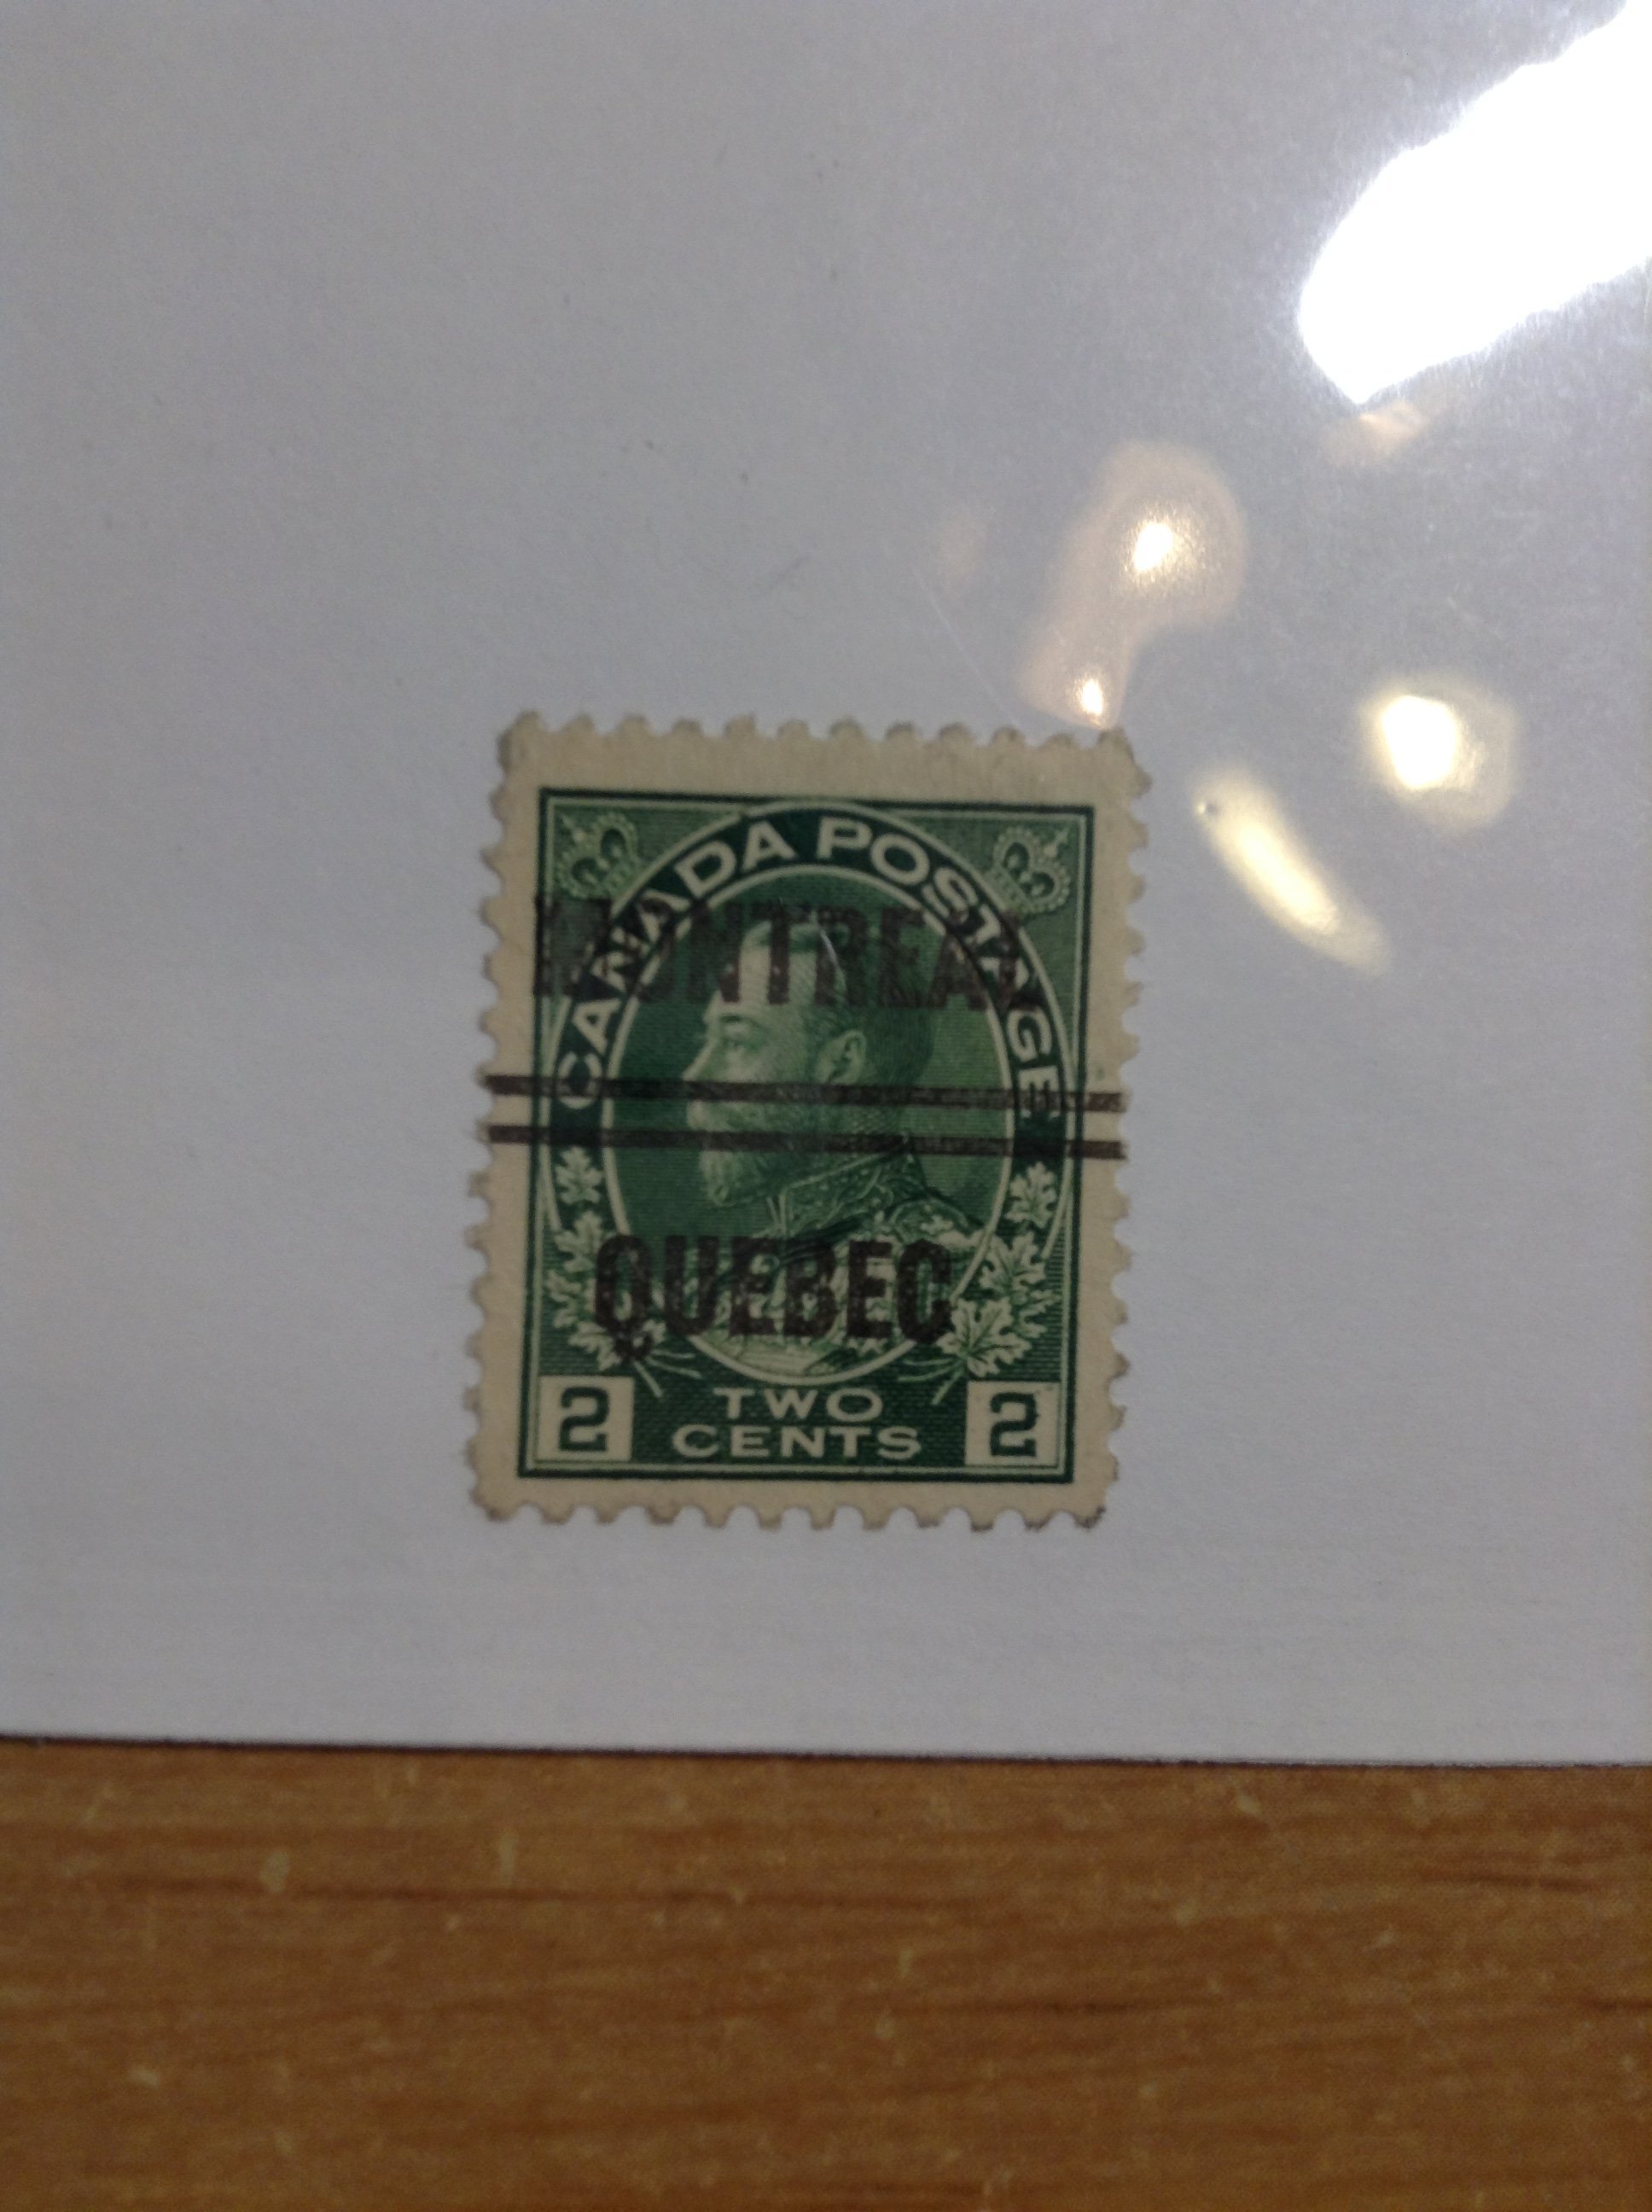 CANADA POSTAGE
MONTREAL
QUEBEC
2 TWO 2
CENTS